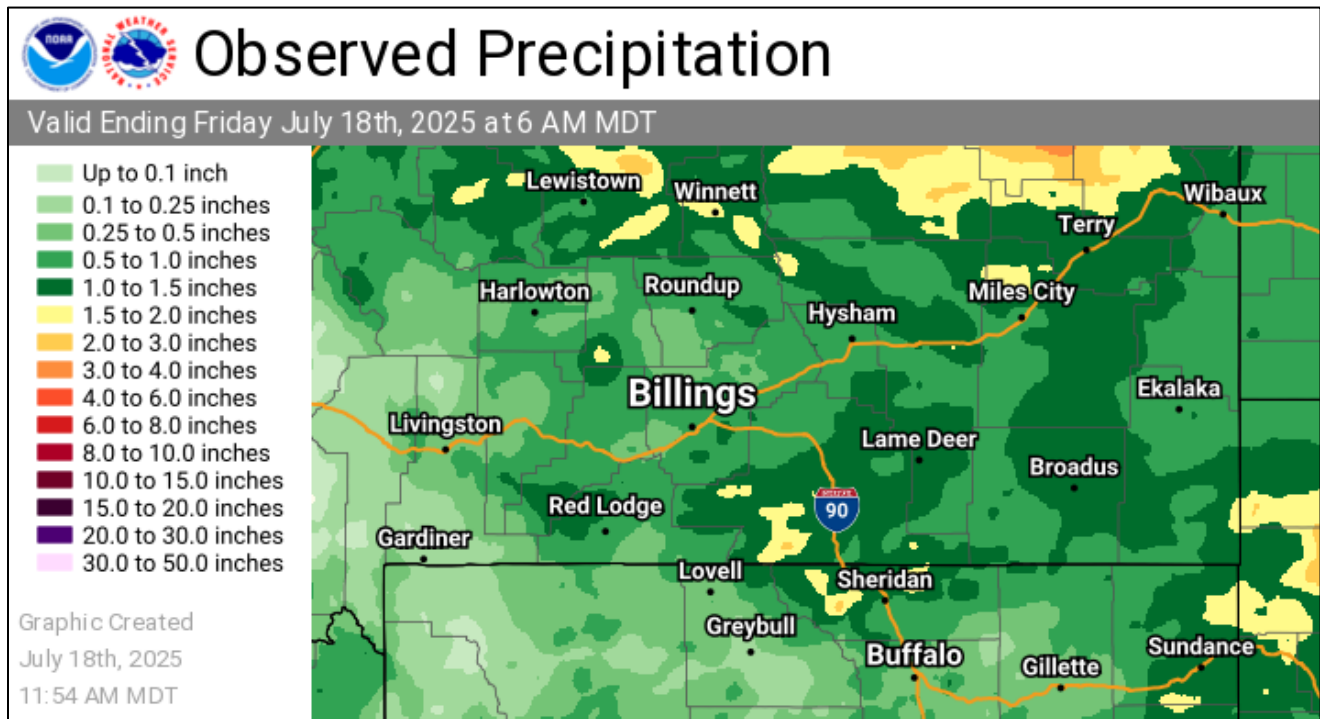 NOAA
NATIONAL WEATHER SERVICE
Observed Precipitation
Valid Ending Friday July 18th, 2025 at 6 AM MDT
Up to 0.1 inch
0.1 to 0.25 inches
0.25 to 0.5 inches
0.5 to 1.0 inches
1.0 to 1.5 inches
1.5 to 2.0 inches
2.0 to 3.0 inches
3.0 to 4.0 inches
4.0 to 6.0 inches
6.0 to 8.0 inches
8.0 to 10.0 inches
10.0 to 15.0 inches
15.0 to 20.0 inches
20.0 to 30.0 inches
30.0 to 50.0 inches
Graphic Created
July 18th, 2025
11:54 AM MDT
Lewistown
Winnett
Wibaux
Terry
Harlowton
Roundup
Miles City
Hysham
Billings
Ekalaka
Livingston
Lame Deer
Broadus
Red Lodge
90
Gardiner
Lovell
Sheridan
Greybull
Buffalo
Gillette
Sundance